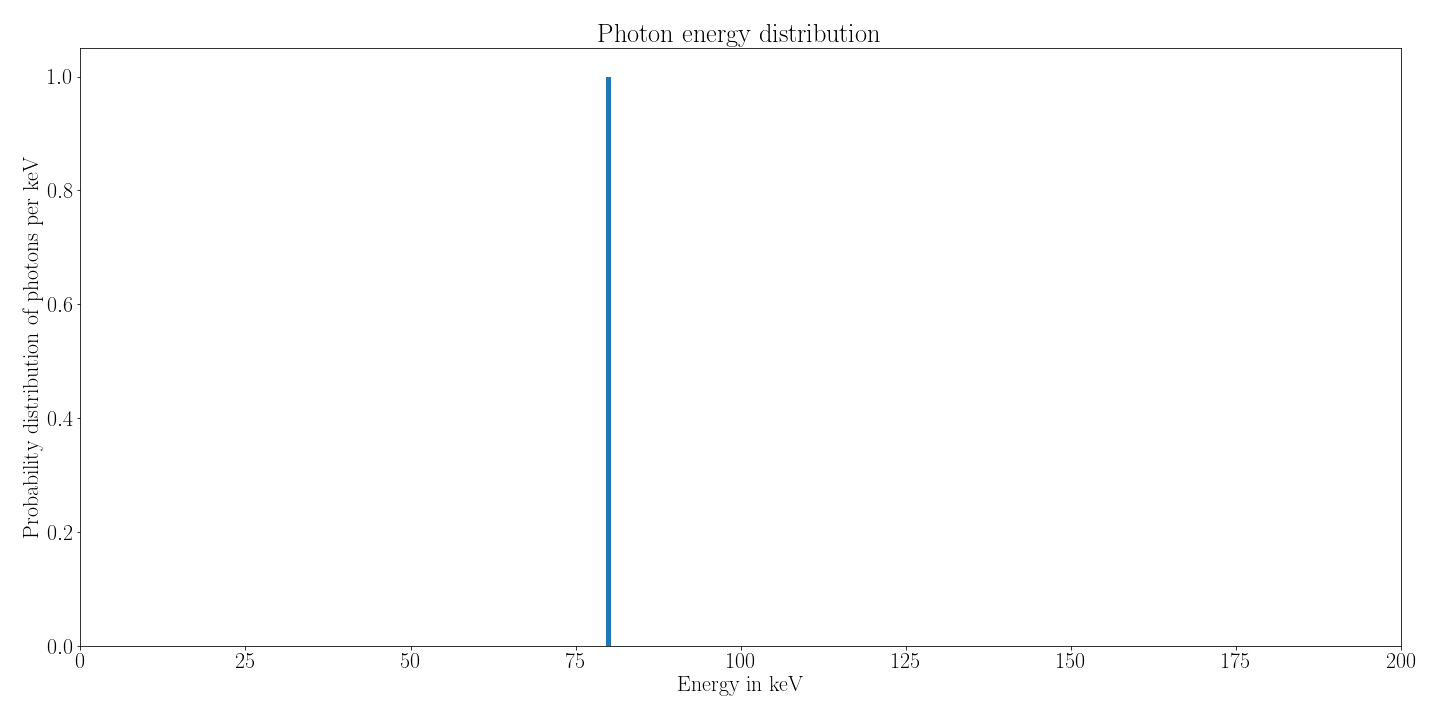 Photon energy distribution
Probability distribution of photons per keV
1.0
0.8
0.6
0.4
0.2
0.0
0 25 50 75 100 125 150 175 200
Energy in keV